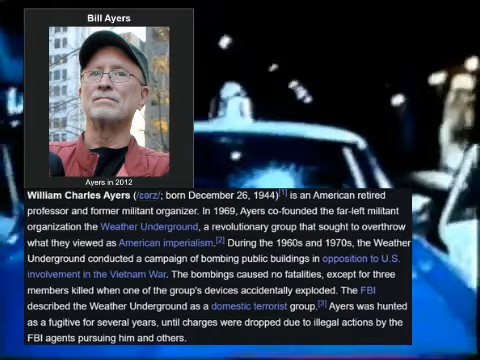 Bill Ayers
Ayers in 2012
William Charles Ayers (/ɛərz/; born December 26, 1944)[1] is an American retired
professor and former militant organizer. In 1969, Ayers co-founded the far-left militant
organization the Weather Underground, a revolutionary group that sought to overthrow
what they viewed as American imperialism.[2] During the 1960s and 1970s, the Weather
Underground conducted a campaign of bombing public buildings in opposition to U.S.
involvement in the Vietnam War. The bombings caused no fatalities, except for three
members killed when one of the group's devices accidentally exploded. The FBI
described the Weather Underground as a domestic terrorist group.[3] Ayers was hunted
as a fugitive for several years, until charges were dropped due to illegal actions by the
FBI agents pursuing him and others.